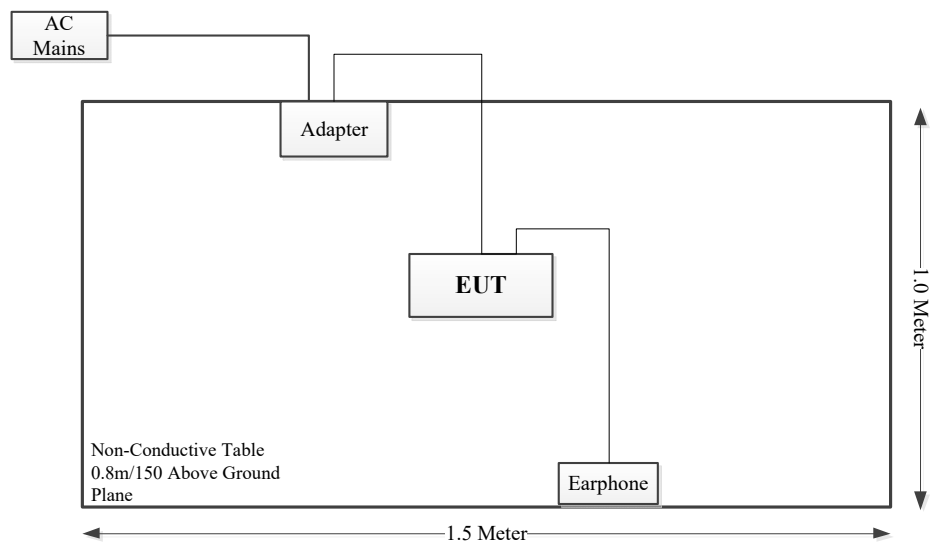 AC
Mains
Adapter
EUT
1.0 Meter
Non-Conductive Table
0.8m/150 Above Ground
Plane
Earphone
1.5 Meter